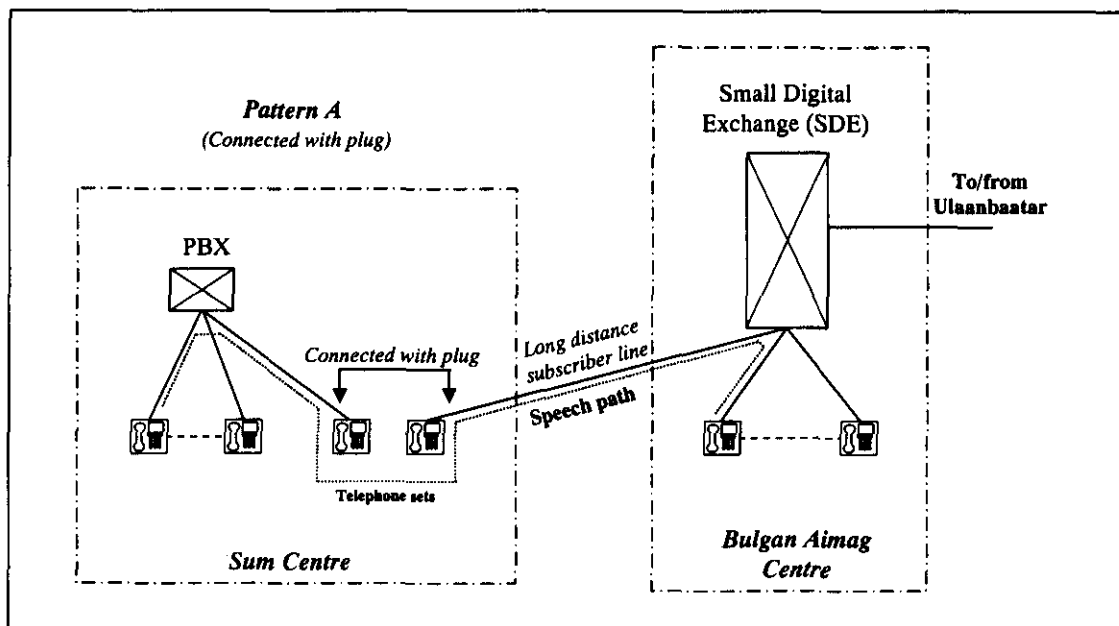 Pattern A
(Connected with plug)
PBX
Connected with plug
Telephone sets
Sum Centre
Long distance
subscriber line
Speech path
Small Digital
Exchange (SDE)
To/from
Ulaanbaatar
Bulgan Aimag
Centre